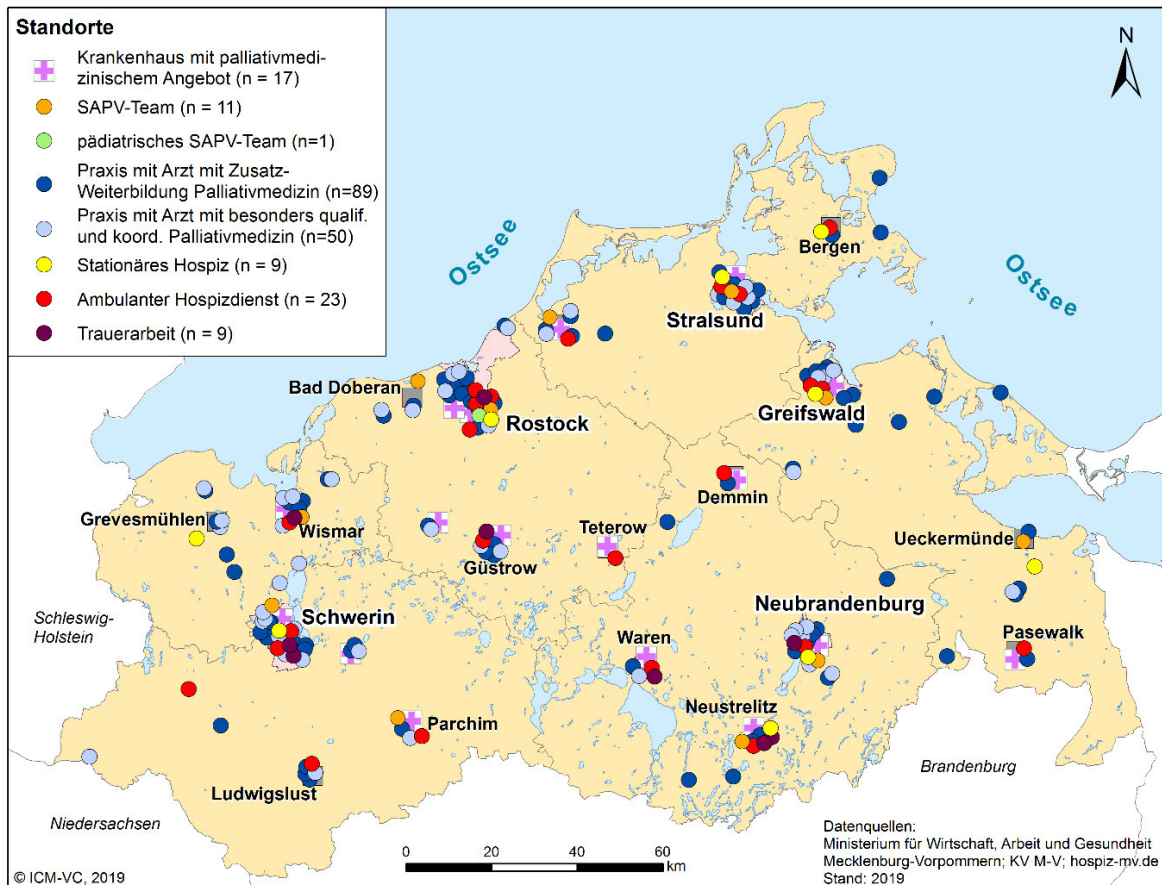 Standorte
Krankenhaus mit palliativmedi-
zinischem Angebot (n = 17)
SAPV-Team (n = 11)
pädiatrisches SAPV-Team (n=1)
Praxis mit Arzt mit Zusatz-
Weiterbildung Palliativmedizin (n=89)
Praxis mit Arzt mit besonders qualif.
und koord. Palliativmedizin (n=50)
Stationäres Hospiz (n = 9)
Ambulanter Hospizdienst (n = 23)
Trauerarbeit (n = 9)
N
Ostsee
Ostsee
Bergen
Stralsund
Bad Doberan
Rostock
Greifswald
Demmin
Grevesmühlen
Wismar
Güstrow
Teterow
Ueckermünde
Schleswig-
Holstein
Schwerin
Neubrandenburg
Waren
Pasewalk
Neustrelitz
Parchim
Ludwigslust
Brandenburg
Niedersachsen
0 20 40 60
km
Datenquellen:
Ministerium für Wirtschaft, Arbeit und Gesundheit
Mecklenburg-Vorpommern; KV M-V; hospiz-mv.de
Stand: 2019
© ICM-VC, 2019